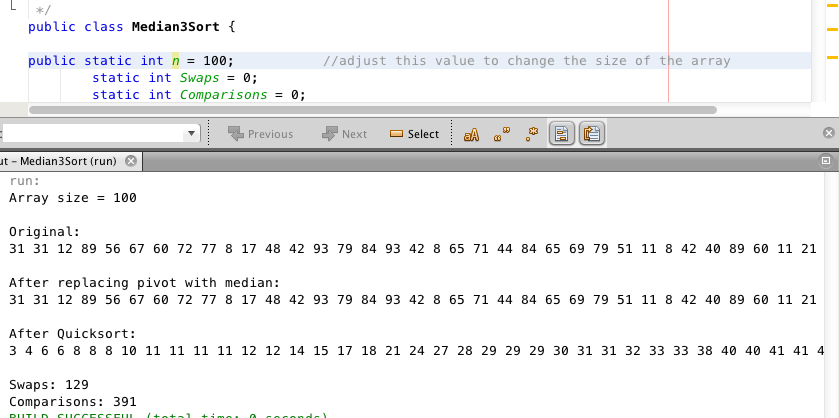 */
public class Median3Sort {
public static int n = 100; //adjust this value to change the size of the array
static int Swaps = 0;
static int Comparisons = 0;
: Previous Next Select aA
ut – Median3Sort (run)
run:
Array size = 100
Original:
31 31 12 89 56 67 60 72 77 8 17 48 42 93 79 84 93 42 8 65 71 44 84 65 69 79 51 11 8 42 40 89 60 11 21
After replacing pivot with median:
31 31 12 89 56 67 60 72 77 8 17 48 42 93 79 84 93 42 8 65 71 44 84 65 69 79 51 11 8 42 40 89 60 11 21
After Quicksort:
3 4 6 6 8 8 8 10 11 11 11 11 12 12 14 15 17 18 21 24 27 28 29 29 29 30 31 31 32 33 33 38 40 40 41 41 4
Swaps: 129
Comparisons: 391
BUILD SUCCESSFUL (total time: 0 seconds)